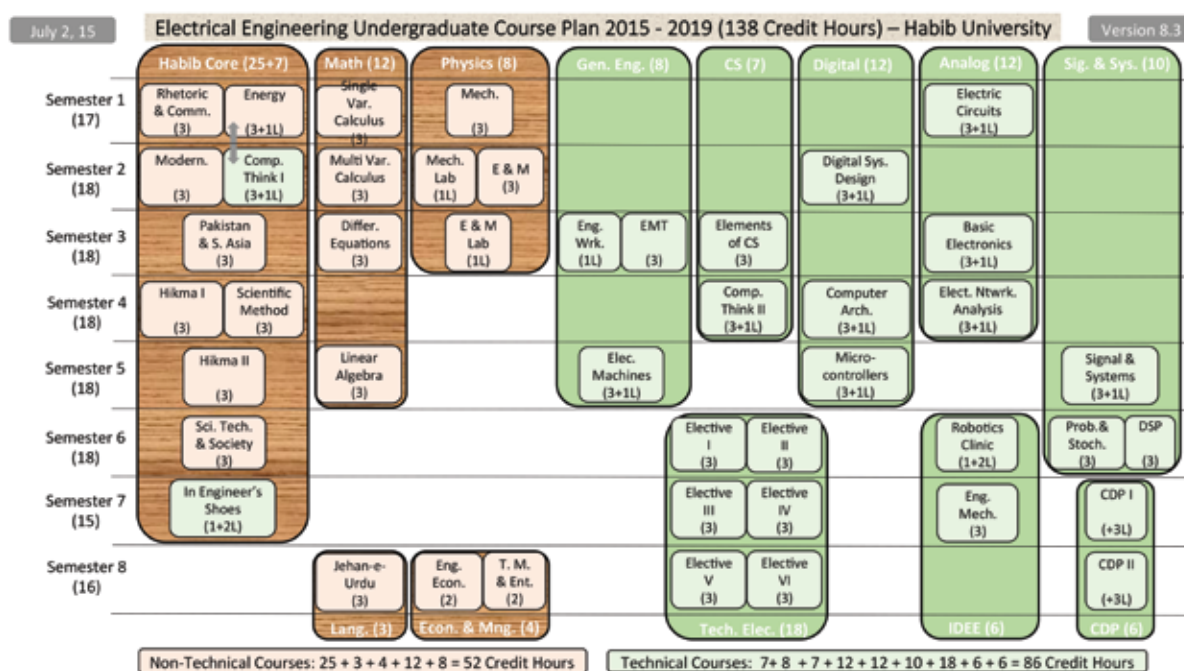 July 2, 15
Electrical Engineering Undergraduate Course Plan 2015 - 2019 (138 Credit Hours) – Habib University
Version 8.3
Habib Core (25+7)
Math (12)
Physics (8)
Gen. Eng. (8)
CS (7)
Digital (12)
Analog (12)
Sig. & Sys. (10)
Semester 1
(17)
Rhetoric
& Comm.
(3)
Energy
(3+1L)
Single
Var.
Calculus
(3)
Mech.
(3)
Electric
Circuits
(3+1L)
Semester 2
(18)
Modern.
(3)
Comp.
Think I
(3+1L)
Multi Var.
Calculus
(3)
Mech.
Lab
(1L)
E & M
(3)
Digital Sys.
Design
(3+1L)
Semester 3
(18)
Pakistan
& S. Asia
(3)
Differ.
Equations
(3)
E & M
Lab
(1L)
Eng.
Wrk.
(1L)
EMT
(3)
Elements
of CS
(3)
Basic
Electronics
(3+1L)
Semester 4
(18)
Hikma I
(3)
Scientific
Method
(3)
Comp.
Think II
(3+1L)
Computer
Arch.
(3+1L)
Elect. Ntwrk.
Analysis
(3+1L)
Semester 5
(18)
Hikma II
(3)
Linear
Algebra
(3)
Elec.
Machines
(3+1L)
Micro-
controllers
(3+1L)
Signal &
Systems
(3+1L)
Semester 6
(18)
Sci. Tech.
& Society
(3)
Elective
I
(3)
Elective
II
(3)
Robotics
Clinic
(1+2L)
Prob.&
Stoch.
(3)
DSP
(3)
Semester 7
(15)
In Engineer's
Shoes
(1+2L)
Elective
III
(3)
Elective
IV
(3)
Eng.
Mech.
(3)
CDP I
(+3L)
Semester 8
(16)
Jehan-e-
Urdu
(3)
Eng.
Econ.
(2)
T. M.
& Ent.
(2)
Elective
V
(3)
Elective
VI
(3)
CDP II
(+3L)
Lang. (3)
Econ. & Mng. (4)
Tech. Elec. (18)
IDEE (6)
CDP (6)
Non-Technical Courses: 25 + 3 + 4 + 12 + 8 = 52 Credit Hours
Technical Courses: 7+ 8 + 7 + 12 + 12 + 10 + 18 + 6 + 6 = 86 Credit Hours